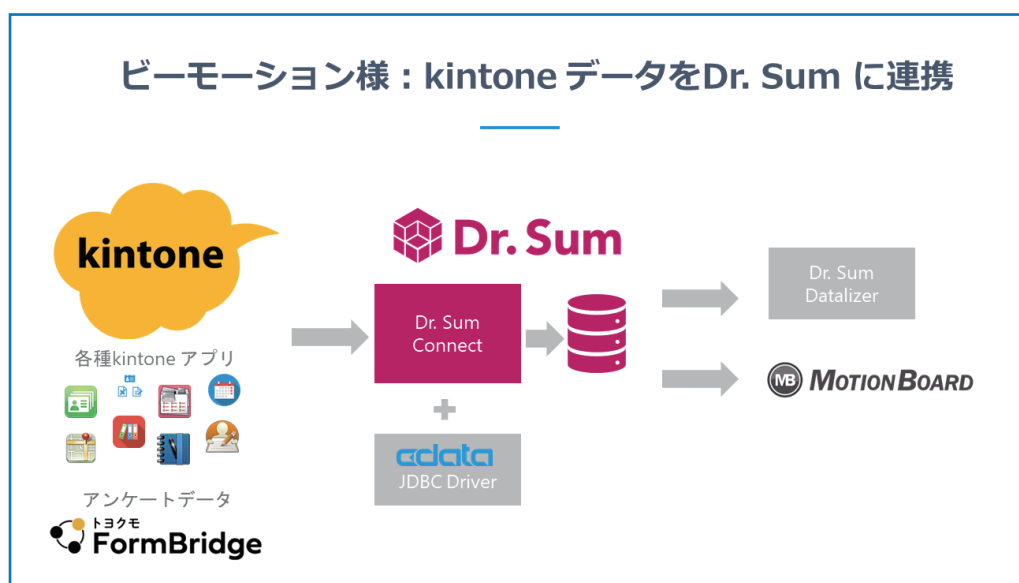 ビーモーション様：kintone データをDr. Sum に連携
kintone
各種kintone アプリ
アンケートデータ
トヨクモ
FormBridge
Dr. Sum
Dr. Sum
Connect
cdata
JDBC Driver
Dr. Sum
Datalizer
MB MOTIONBOARD